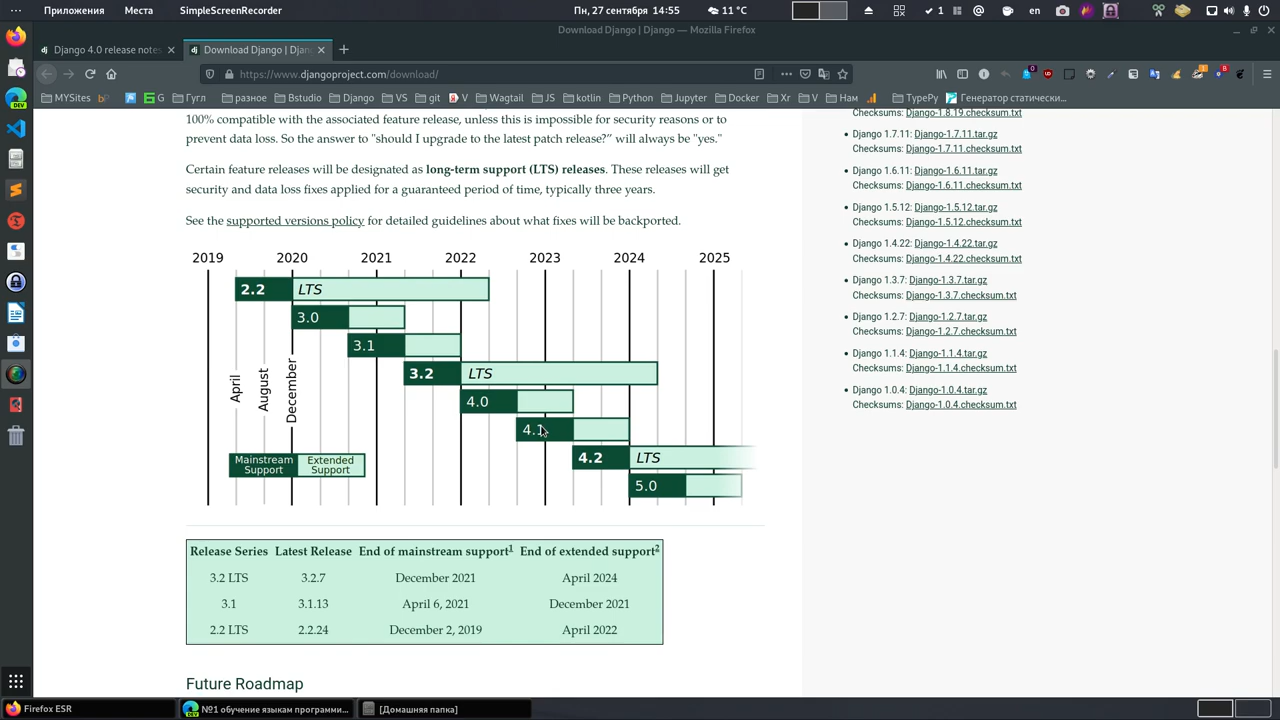 Приложения Места SimpleScreenRecorder Пн, 27 сентября 14:55 11 °C 1 en
Download Django | Django — Mozilla Firefox
Django 4.0 release notes Download Django | Djan
https://www.djangoproject.com/download/
MYSites Гугл разное Bstudio Django VS git V Wagtail JS kotlin Python Jupyter Docker Xr V Нам TypePy Генератор статически...
100% compatible with the associated feature release, unless this is impossible for security reasons or to
prevent data loss. So the answer to "should I upgrade to the latest patch release?” will always be "yes."
Certain feature releases will be designated as long-term support (LTS) releases. These releases will get
security and data loss fixes applied for a guaranteed period of time, typically three years.
See the supported versions policy for detailed guidelines about what fixes will be backported.
2019 2020 2021 2022 2023 2024 2025
2.2 LTS
3.0
3.1
3.2 LTS
4.0
4.1
4.2 LTS
5.0
April August December
Mainstream Support
Extended Support
Release Series Latest Release End of mainstream support1 End of extended support2
3.2 LTS 3.2.7 December 2021 April 2024
3.1 3.1.13 April 6, 2021 December 2021
2.2 LTS 2.2.24 December 2, 2019 April 2022
Future Roadmap
Checksums: Django-1.8.19.checksum.txt
Django 1.7.11: Django-1.7.11.tar.gz
Checksums: Django-1.7.11.checksum.txt
Django 1.6.11: Django-1.6.11.tar.gz
Checksums: Django-1.6.11.checksum.txt
Django 1.5.12: Django-1.5.12.tar.gz
Checksums: Django-1.5.12.checksum.txt
Django 1.4.22: Django-1.4.22.tar.gz
Checksums: Django-1.4.22.checksum.txt
Django 1.3.7: Django-1.3.7.tar.gz
Checksums: Django-1.3.7.checksum.txt
Django 1.2.7: Django-1.2.7.tar.gz
Checksums: Django-1.2.7.checksum.txt
Django 1.1.4: Django-1.1.4.tar.gz
Checksums: Django-1.1.4.checksum.txt
Django 1.0.4: Django-1.0.4.tar.gz
Checksums: Django-1.0.4.checksum.txt
Firefox ESR №1 обучение языкам программи... [Домашняя папка]